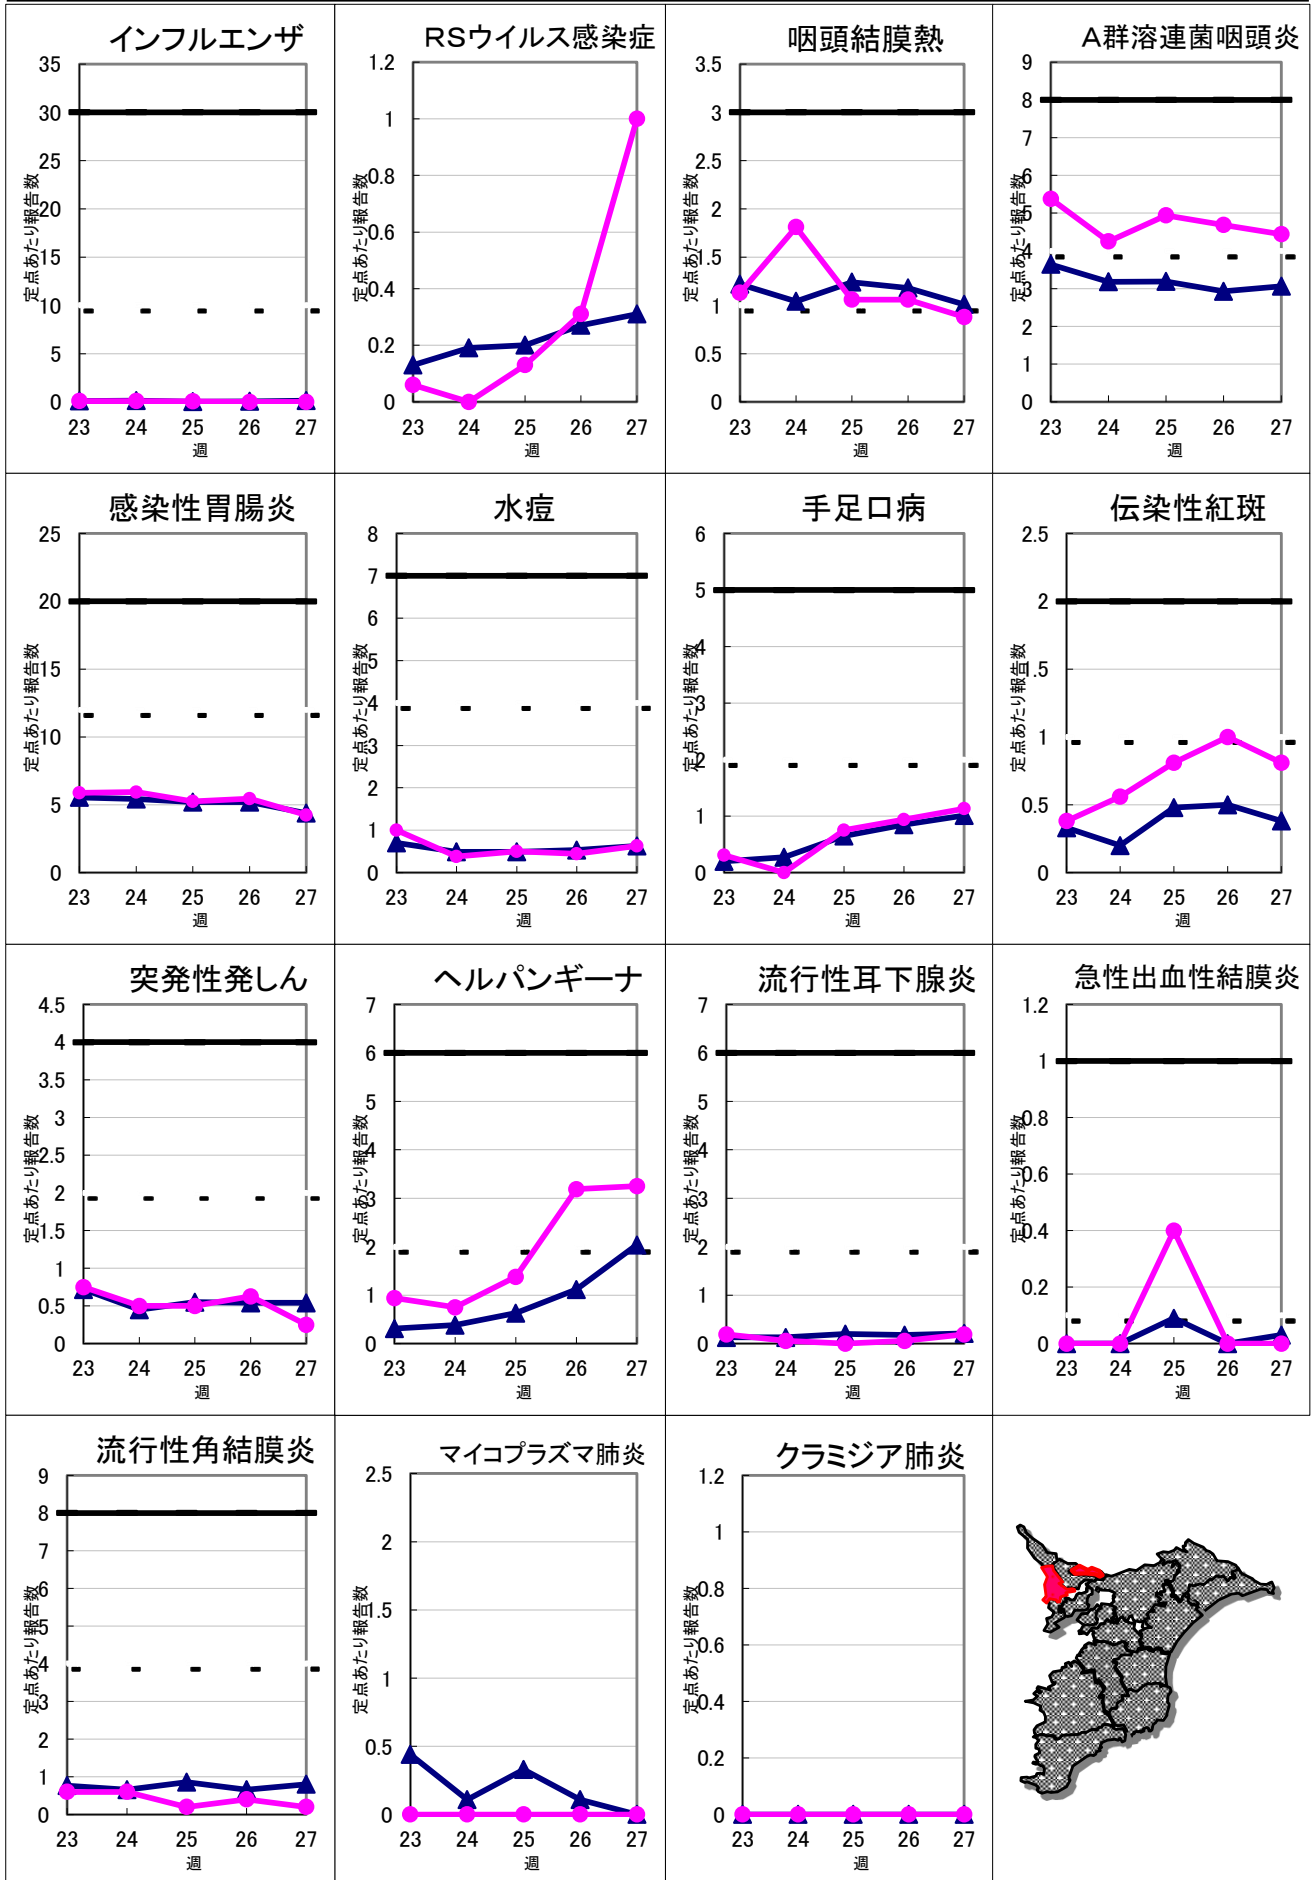 インフルエンザ
35
30
25
20
15
10
5
0
定点あたり報告数
23 24 25 26 27
週
RSウイルス感染症
1.2
1
0.8
0.6
0.4
0.2
0
定点あたり報告数
23 24 25 26 27
週
咽頭結膜熱
3.5
3
2.5
2
1.5
1
0.5
0
定点あたり報告数
23 24 25 26 27
週
A群溶連菌咽頭炎
9
8
7
6
5
4
3
2
1
0
定点あたり報告数
23 24 25 26 27
週
感染性胃腸炎
25
20
15
10
5
0
定点あたり報告数
23 24 25 26 27
週
水痘
8
7
6
5
4
3
2
1
0
定点あたり報告数
23 24 25 26 27
週
手足口病
6
5
4
3
2
1
0
定点あたり報告数
23 24 25 26 27
週
伝染性紅斑
2.5
2
1.5
1
0.5
0
定点あたり報告数
23 24 25 26 27
週
突発性発しん
4.5
4
3.5
3
2.5
2
1.5
1
0.5
0
定点あたり報告数
23 24 25 26 27
週
ヘルパンギーナ
7
6
5
4
3
2
1
0
定点あたり報告数
23 24 25 26 27
週
流行性耳下腺炎
7
6
5
4
3
2
1
0
定点あたり報告数
23 24 25 26 27
週
急性出血性結膜炎
1.2
1
0.8
0.6
0.4
0.2
0
定点あたり報告数
23 24 25 26 27
週
流行性角結膜炎
9
8
7
6
5
4
3
2
1
0
定点あたり報告数
23 24 25 26 27
週
マイコプラズマ肺炎
2.5
2
1.5
1
0.5
0
定点あたり報告数
23 24 25 26 27
週
クラミジア肺炎
1.2
1
0.8
0.6
0.4
0.2
0
定点あたり報告数
23 24 25 26 27
週